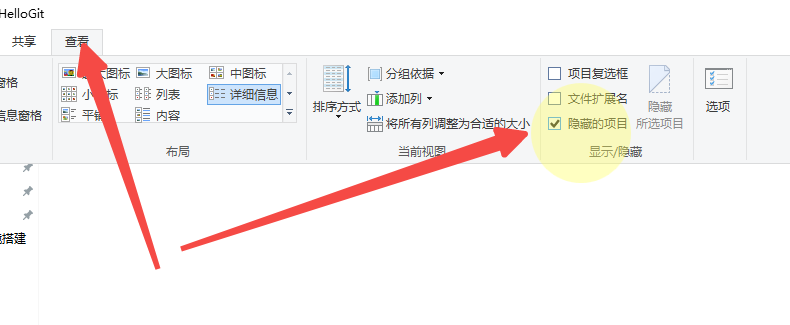 HelloGit
共享 查看
窗格
信息窗格
大图标 大图标 中图标
小图标 列表 详细信息
平铺 内容
布局
排序方式
分组依据
添加列
将所有列调整为合适的大小
当前视图
项目复选框
文件扩展名
隐藏的项目
隐藏
所选项目
显示/隐藏
选项
搭建